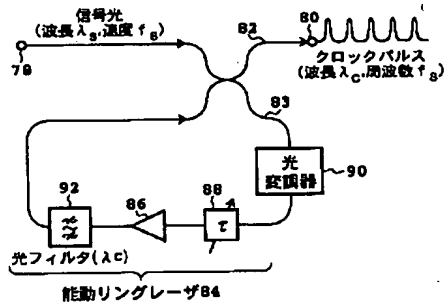 信号光
(波長λs,速度fs)
78
82
80
クロックパルス
(波長λc,周波数fs)
83
光
変調器
90
92
86
88
τ
光フィルタ(λc)
能動リングレーザ84